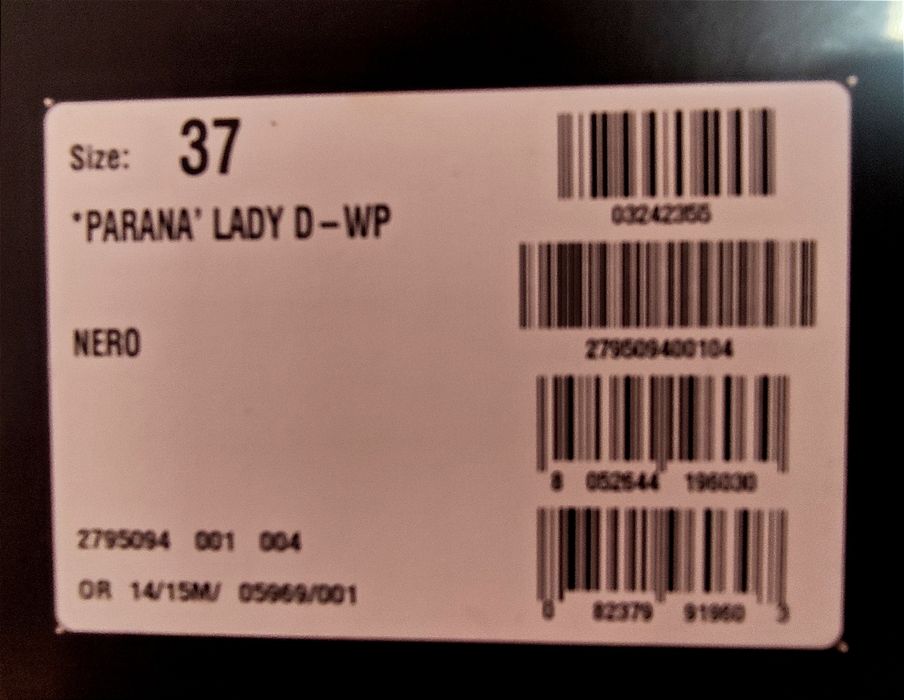 Size: 37
"PARANA' LADY D-WP
NERO
2795094 001 004
OR 14/15M/ 05969/001
03242355
279509400104
8 052644 196030
0 82379 91960 3